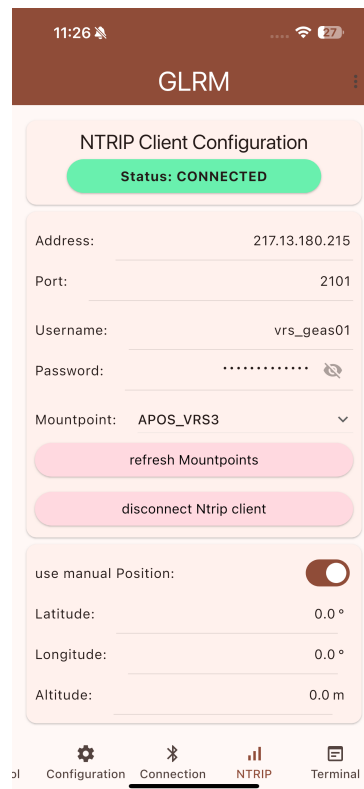 11:26
27
GLRM
NTRIP Client Configuration
Status: CONNECTED
Address: 217.13.180.215
Port: 2101
Username: vrs_geas01
Password: •••••••••••••
Mountpoint: APOS_VRS3
refresh Mountpoints
disconnect Ntrip client
use manual Position:
Latitude: 0.0 °
Longitude: 0.0 °
Altitude: 0.0 m
ol Configuration Connection NTRIP Terminal